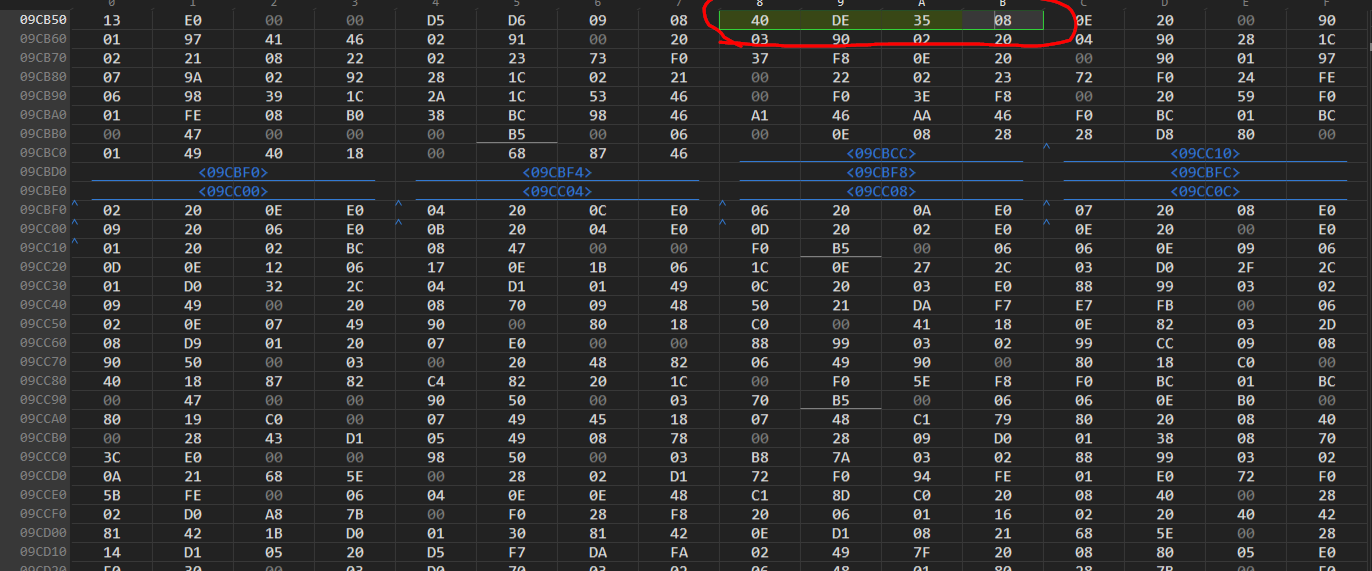 0 1 2 3 4 5 6 7 8 9 A B C D E F
09CB50 13 E0 00 00 D5 D6 09 08 40 DE 35 08 0E 20 00 90
09CB60 01 97 41 46 02 91 00 20 03 90 02 20 04 90 28 1C
09CB70 02 21 08 22 02 23 73 F0 37 F8 0E 20 00 90 01 97
09CB80 07 9A 02 92 28 1C 02 21 00 22 02 23 72 F0 24 FE
09CB90 06 98 39 1C 2A 1C 53 46 00 F0 3E F8 00 20 59 F0
09CBA0 01 FE 08 B0 38 BC 98 46 A1 46 AA 46 F0 BC 01 BC
09CBB0 00 47 00 00 00 B5 00 06 00 0E 08 28 28 D8 80 00
09CBC0 01 49 40 18 00 68 87 46 <09CBCC> ^ <09CC10>
09CBD0 <09CBF0> <09CBF4> <09CBF8> <09CBFC>
09CBE0 <09CC00> <09CC04> <09CC08> <09CC0C>
09CBF0 ^ 02 20 0E E0 ^ 04 20 0C E0 ^ 06 20 0A E0 ^ 07 20 08 E0
09CC00 ^ 09 20 06 E0 ^ 0B 20 04 E0 ^ 0D 20 02 E0 ^ 0E 20 00 E0
09CC10 ^ 01 20 02 BC 08 47 00 00 F0 B5 00 06 06 0E 09 06
09CC20 0D 0E 12 06 17 0E 1B 06 1C 0E 27 2C 03 D0 2F 2C
09CC30 01 D0 32 2C 04 D1 01 49 0C 20 03 E0 88 99 03 02
09CC40 09 49 00 20 08 70 09 48 50 21 DA F7 E7 FB 00 06
09CC50 02 0E 07 49 90 00 80 18 C0 00 41 18 0E 82 03 2D
09CC60 08 D9 01 20 07 E0 00 00 88 99 03 02 99 CC 09 08
09CC70 90 50 00 03 00 20 48 82 06 49 90 00 80 18 C0 00
09CC80 40 18 87 82 C4 82 20 1C 00 F0 5E F8 F0 BC 01 BC
09CC90 00 47 00 00 90 50 00 03 70 B5 00 06 06 0E B0 00
09CCA0 80 19 C0 00 07 49 45 18 07 48 C1 79 80 20 08 40
09CCB0 00 28 43 D1 05 49 08 78 00 28 09 D0 01 38 08 70
09CCC0 3C E0 00 00 98 50 00 03 B8 7A 03 02 88 99 03 02
09CCD0 0A 21 68 5E 00 28 02 D1 72 F0 94 FE 01 E0 72 F0
09CCE0 5B FE 00 06 04 0E 0E 48 C1 8D C0 20 08 40 00 28
09CCF0 02 D0 A8 7B 00 F0 28 F8 20 06 01 16 02 20 40 42
09CD00 81 42 1B D0 01 30 81 42 0E D1 08 21 68 5E 00 28
09CD10 14 D1 05 20 D5 F7 DA FA 02 49 7F 20 08 80 05 E0